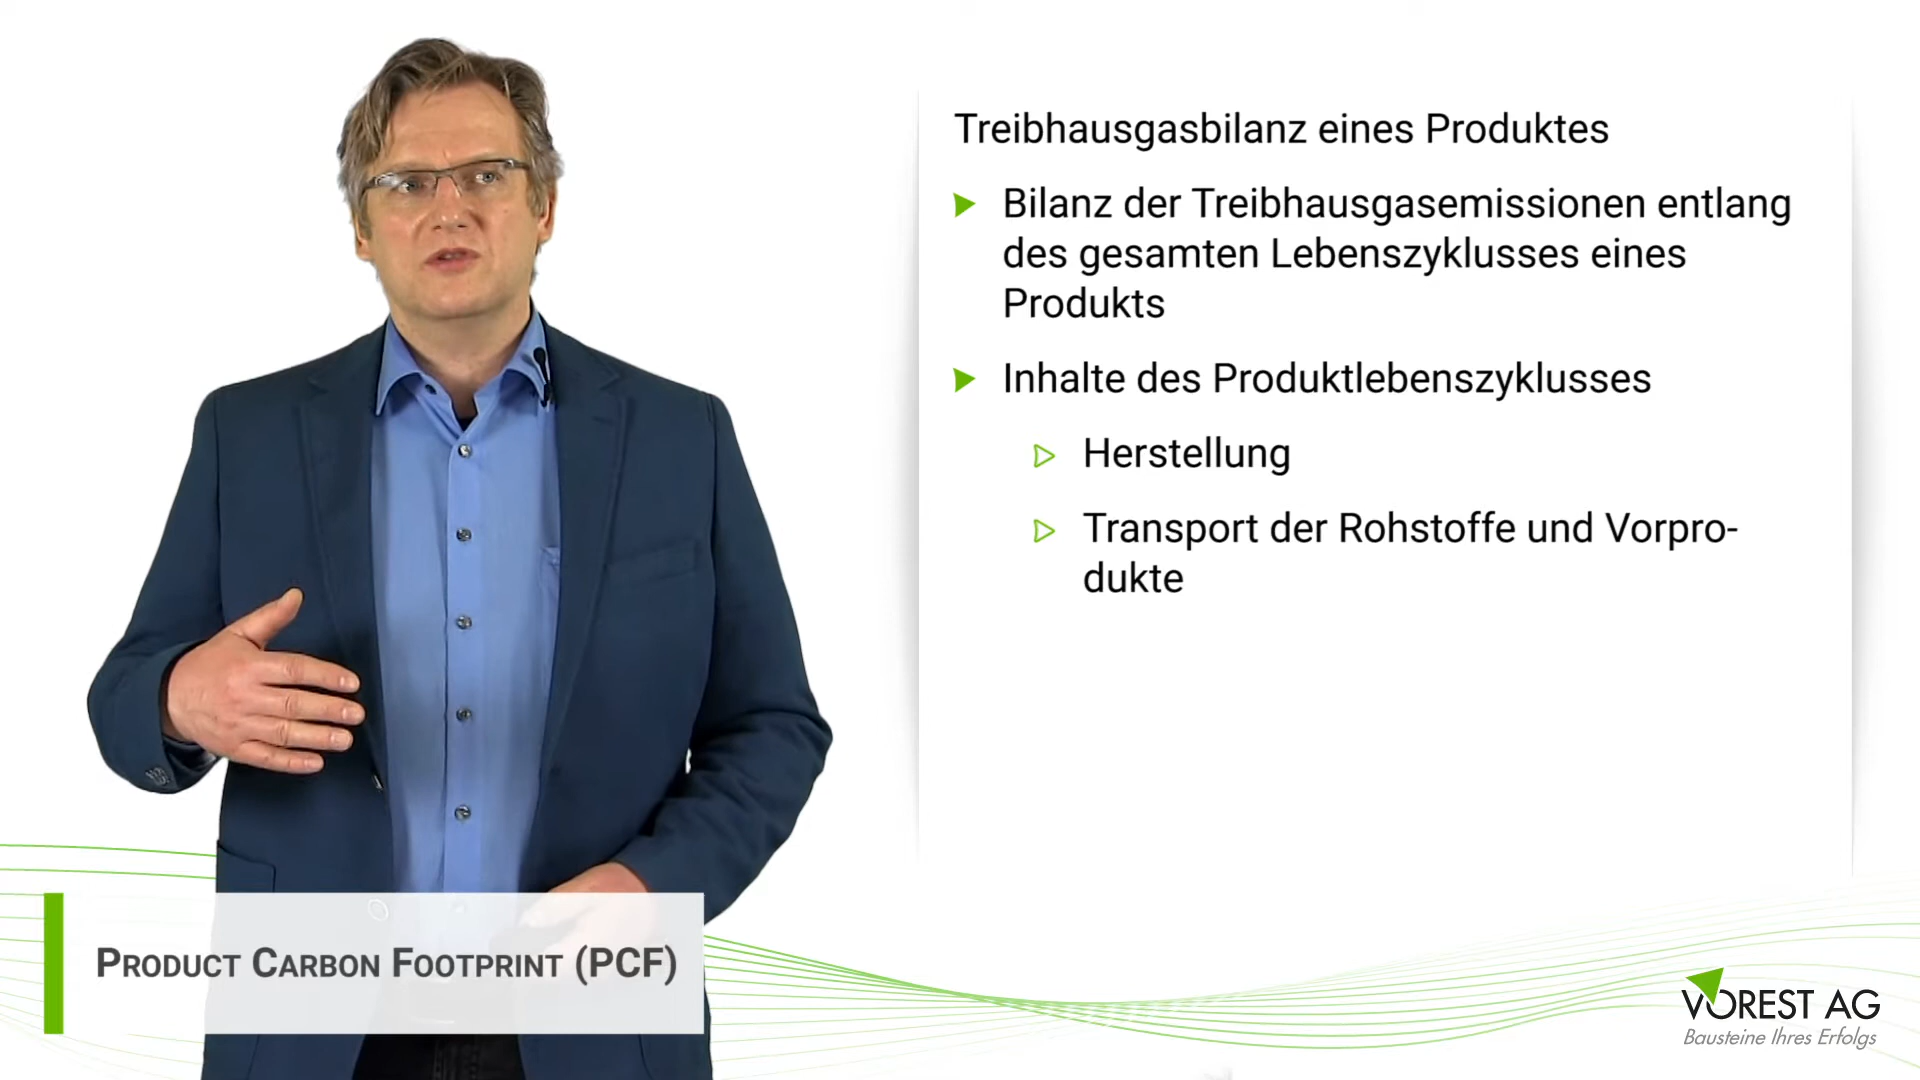 Treibhausgasbilanz eines Produktes
Bilanz der Treibhausgasemissionen entlang
des gesamten Lebenszyklusses eines
Produkts
Inhalte des Produktlebenszyklusses
Herstellung
Transport der Rohstoffe und Vorpro-
dukte
PRODUCT CARBON FOOTPRINT (PCF)
VOREST AG
Bausteine Ihres Erfolgs